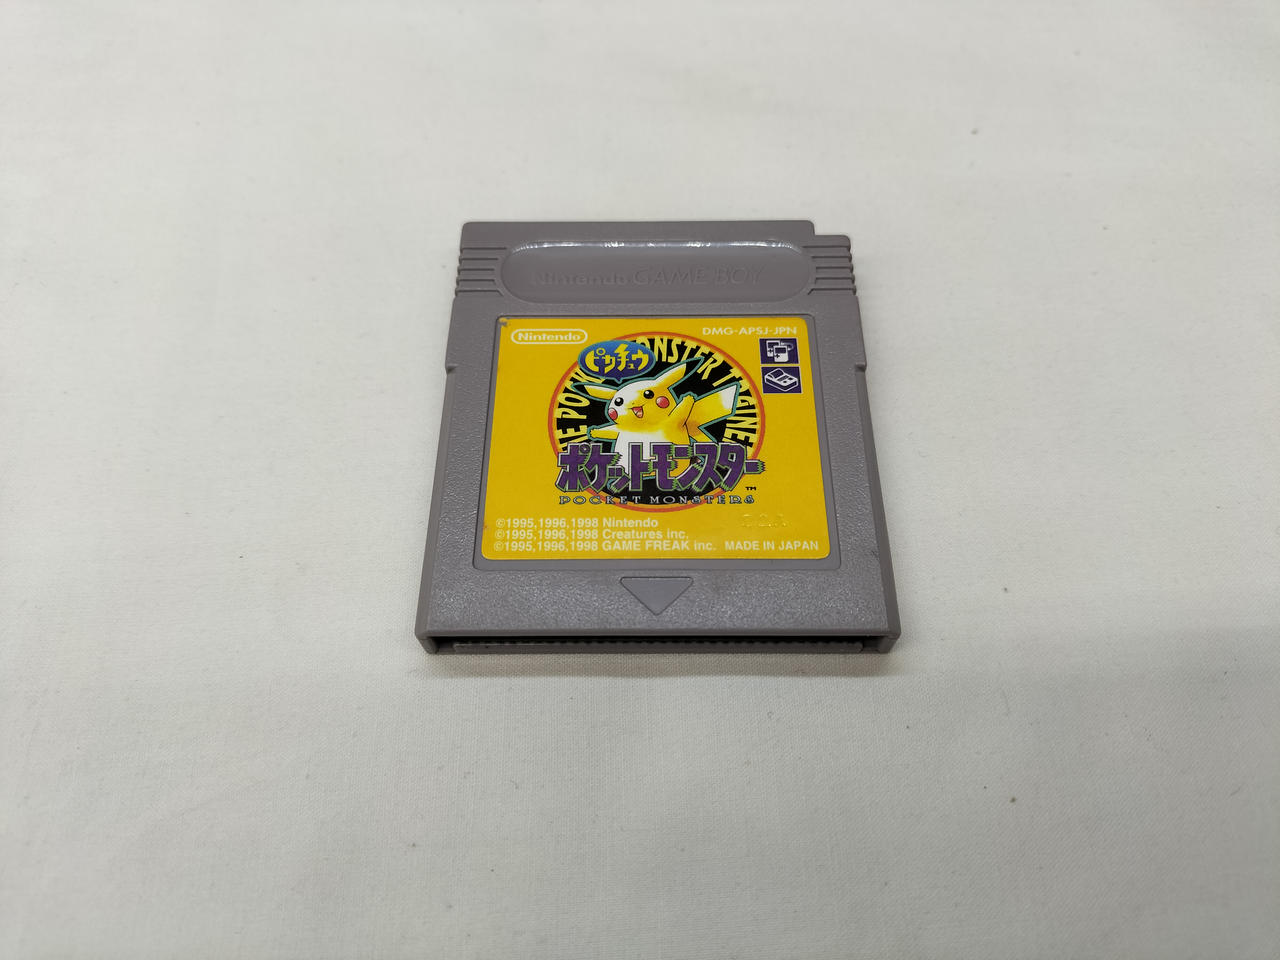 Nintendo GAME BOY
Nintendo
DMG-APSJ-JPN
ピカチュウ
ポケットモンスター
TM
POCKET MONSTERS
©1995,1996,1998 Nintendo
©1995,1996,1998 Creatures inc.
©1995,1996,1998 GAME FREAK inc. MADE IN JAPAN